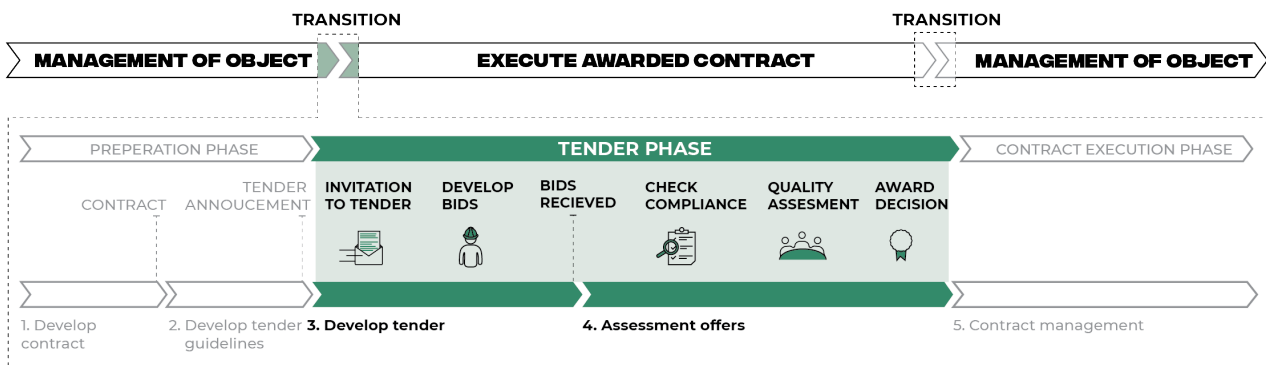 TRANSITION
TRANSITION
MANAGEMENT OF OBJECT
EXECUTE AWARDED CONTRACT
MANAGEMENT OF OBJECT
PREPERATION PHASE
TENDER PHASE
CONTRACT EXECUTION PHASE
CONTRACT
TENDER
ANNOUCEMENT
INVITATION
TO TENDER
DEVELOP
BIDS
BIDS
RECIEVED
CHECK
COMPLIANCE
QUALITY
ASSESMENT
AWARD
DECISION
1. Develop
contract
2. Develop tender
guidelines
3. Develop tender
4. Assessment offers
5. Contract management